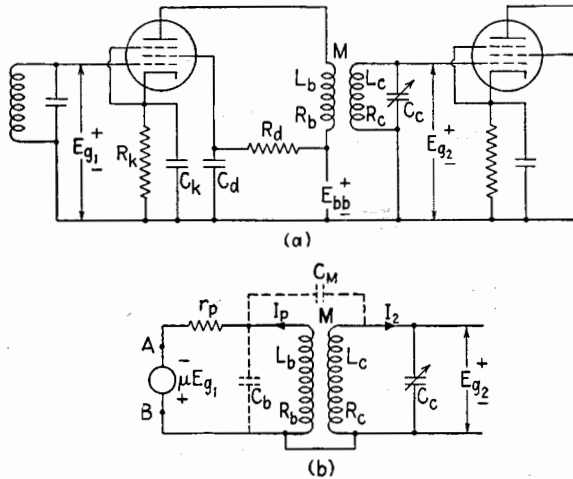 M
L_b
L_c
R_b
R_c
C_c
E_g1
+
−
R_k
C_k
C_d
R_d
E_bb
+
−
E_g2
+
−
(a)
C_M
r_p
I_p
M
I_2
A
−
μE_g1
+
B
C_b
L_b
L_c
R_b
R_c
C_c
E_g2
+
−
(b)